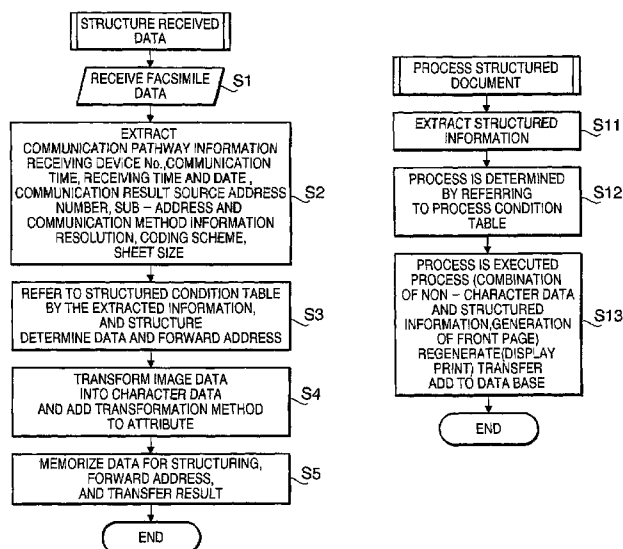 STRUCTURE RECEIVED
DATA
RECEIVE FACSIMILE
DATA
S1
EXTRACT
COMMUNICATION PATHWAY INFORMATION
RECEIVING DEVICE No.,COMMUNICATION
TIME, RECEIVING TIME AND DATE ,
COMMUNICATION RESULT SOURCE ADDRESS
NUMBER, SUB – ADDRESS AND
COMMUNICATION METHOD INFORMATION
RESOLUTION, CODING SCHEME,
SHEET SIZE
S2
REFER TO STRUCTURED CONDITION TABLE
BY THE EXTRACTED INFORMATION,
AND STRUCTURE
DETERMINE DATA AND FORWARD ADDRESS
S3
TRANSFORM IMAGE DATA
INTO CHARACTER DATA
AND ADD TRANSFORMATION METHOD
TO ATTRIBUTE
S4
MEMORIZE DATA FOR STRUCTURING,
FORWARD ADDRESS,
AND TRANSFER RESULT
S5
END
PROCESS STRUCTURED
DOCUMENT
EXTRACT STRUCTURED
INFORMATION
S11
PROCESS IS DETERMINED
BY REFERRING
TO PROCESS CONDITION
TABLE
S12
PROCESS IS EXECUTED
PROCESS (COMBINATION
OF NON – CHARACTER DATA
AND STRUCTURED
INFORMATION,GENERATION
OF FRONT PAGE)
REGENERATE(DISPLAY
PRINT) TRANSFER
ADD TO DATA BASE
S13
END